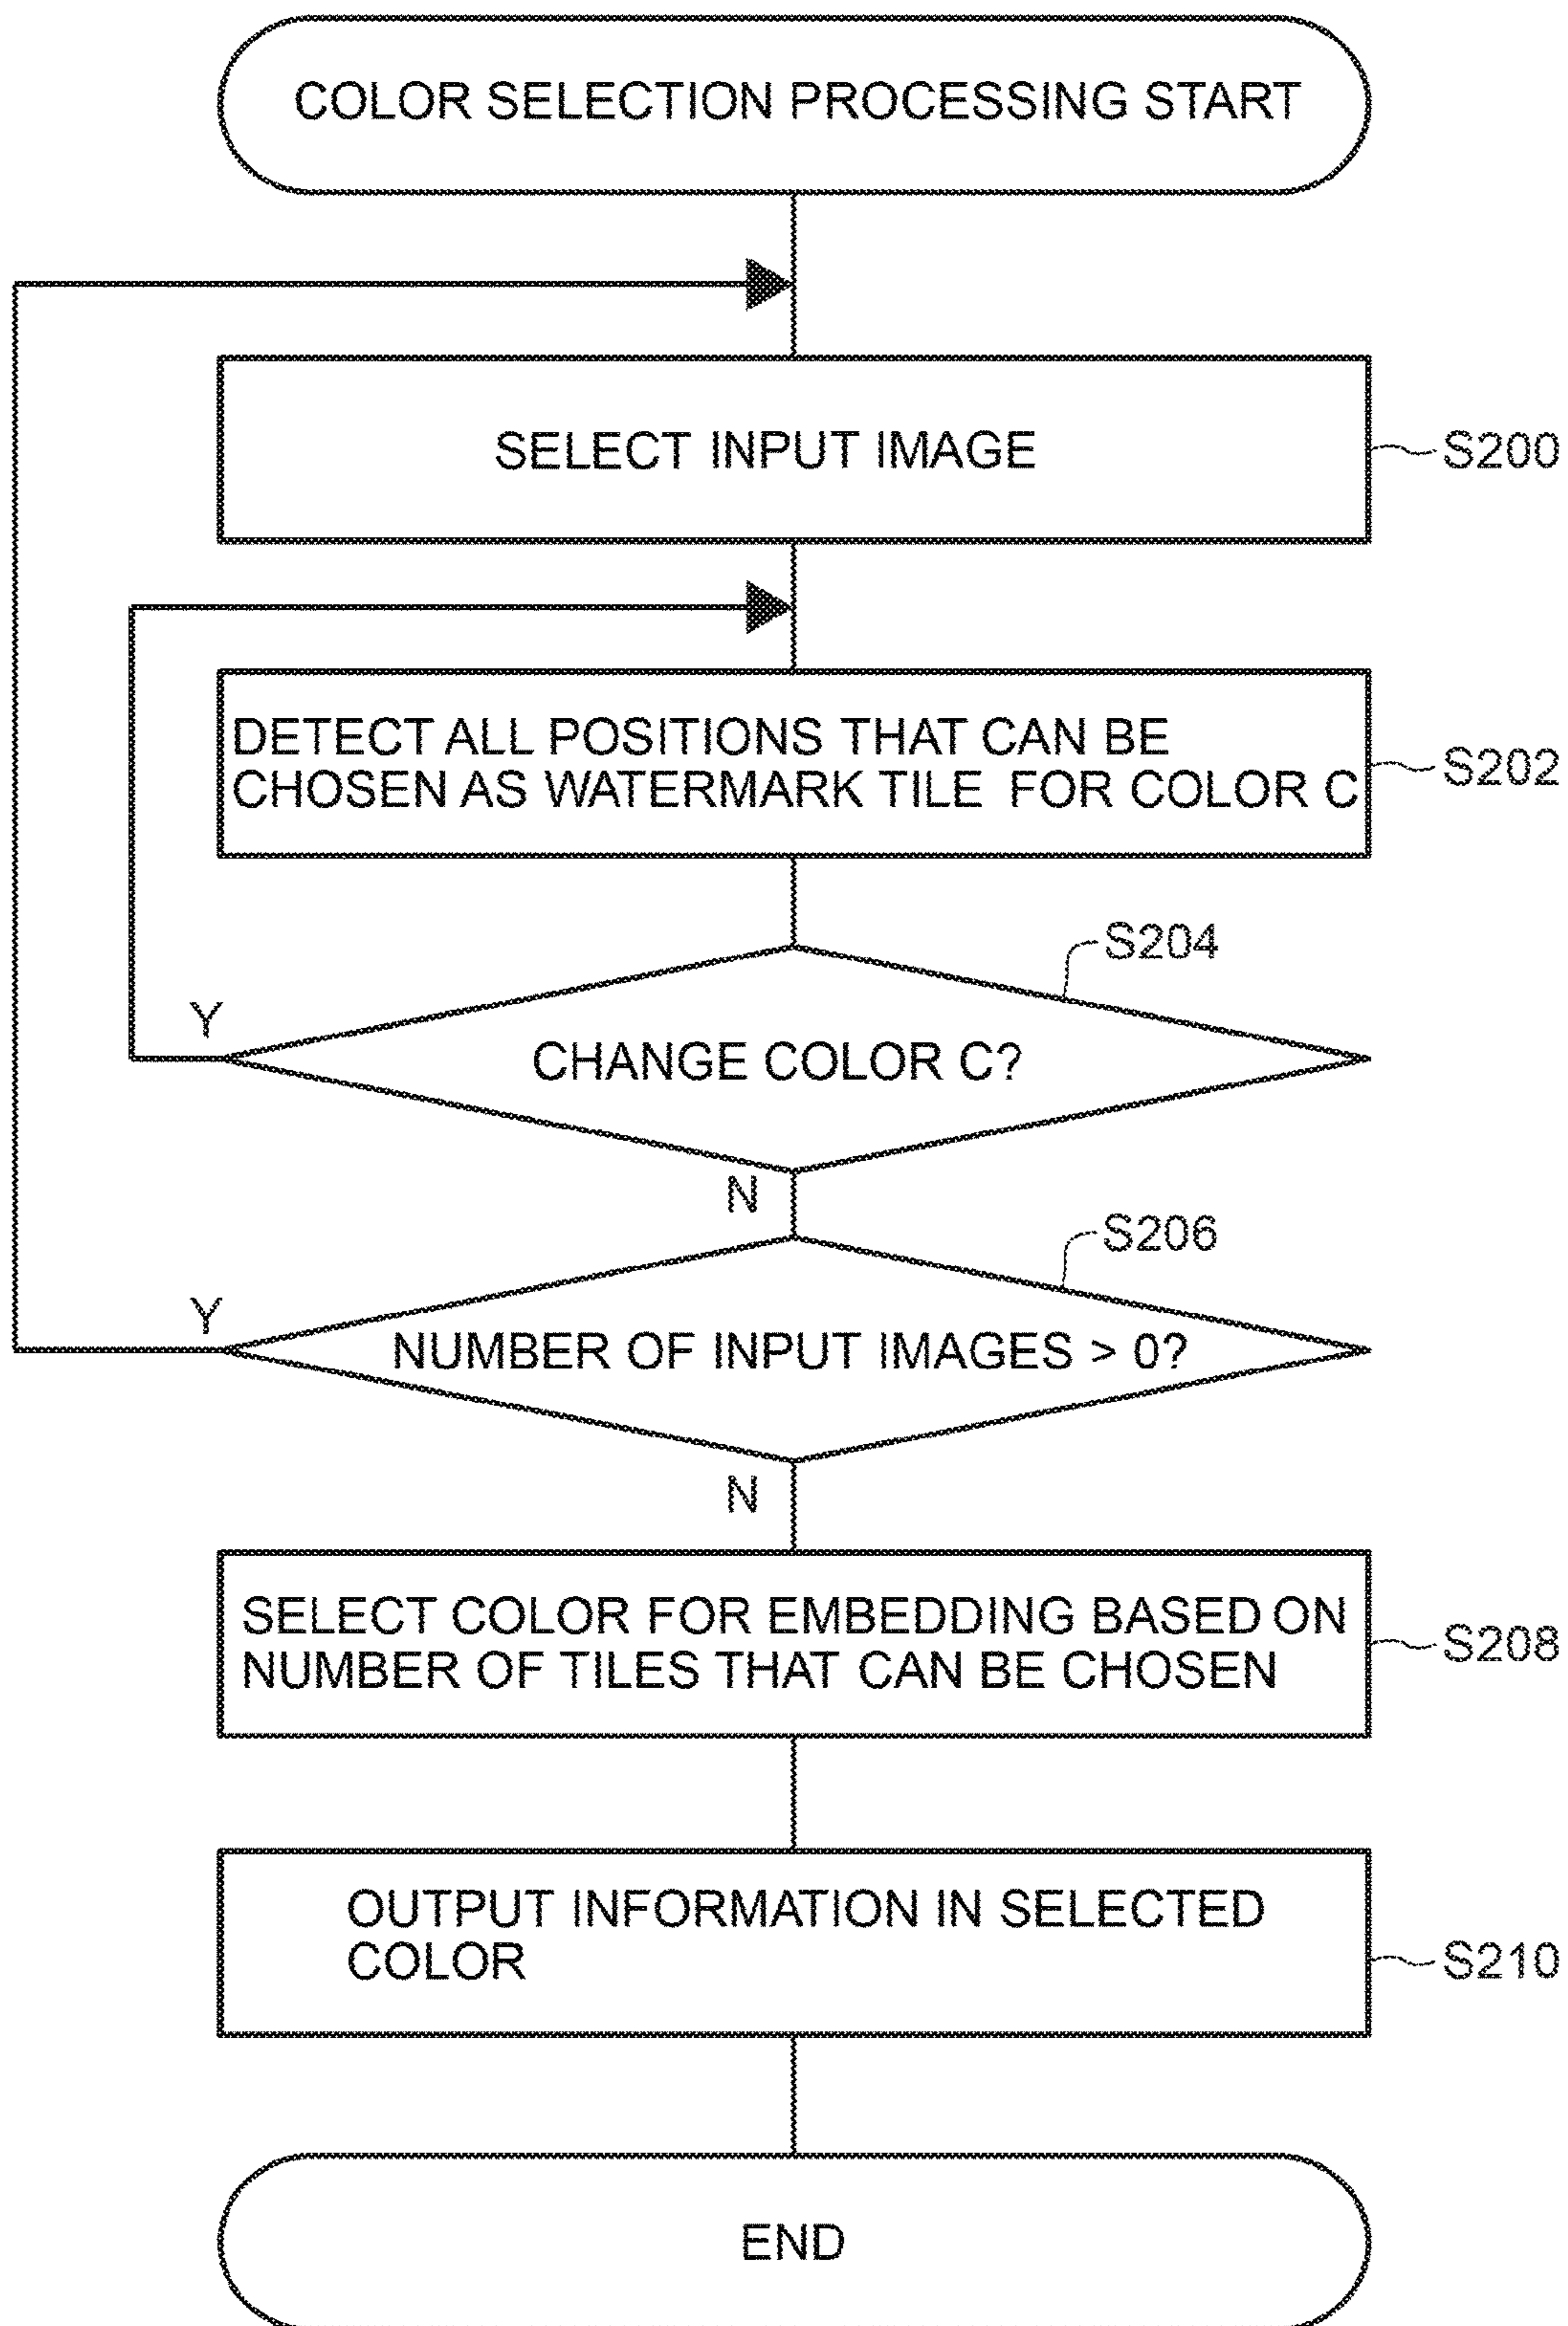 COLOR SELECTION PROCESSING START
SELECT INPUT IMAGE
S200
DETECT ALL POSITIONS THAT CAN BE
CHOSEN AS WATERMARK TILE FOR COLOR C
S202
S204
Y
CHANGE COLOR C?
N
S206
Y
NUMBER OF INPUT IMAGES > 0?
N
SELECT COLOR FOR EMBEDDING BASED ON
NUMBER OF TILES THAT CAN BE CHOSEN
S208
OUTPUT INFORMATION IN SELECTED
COLOR
S210
END